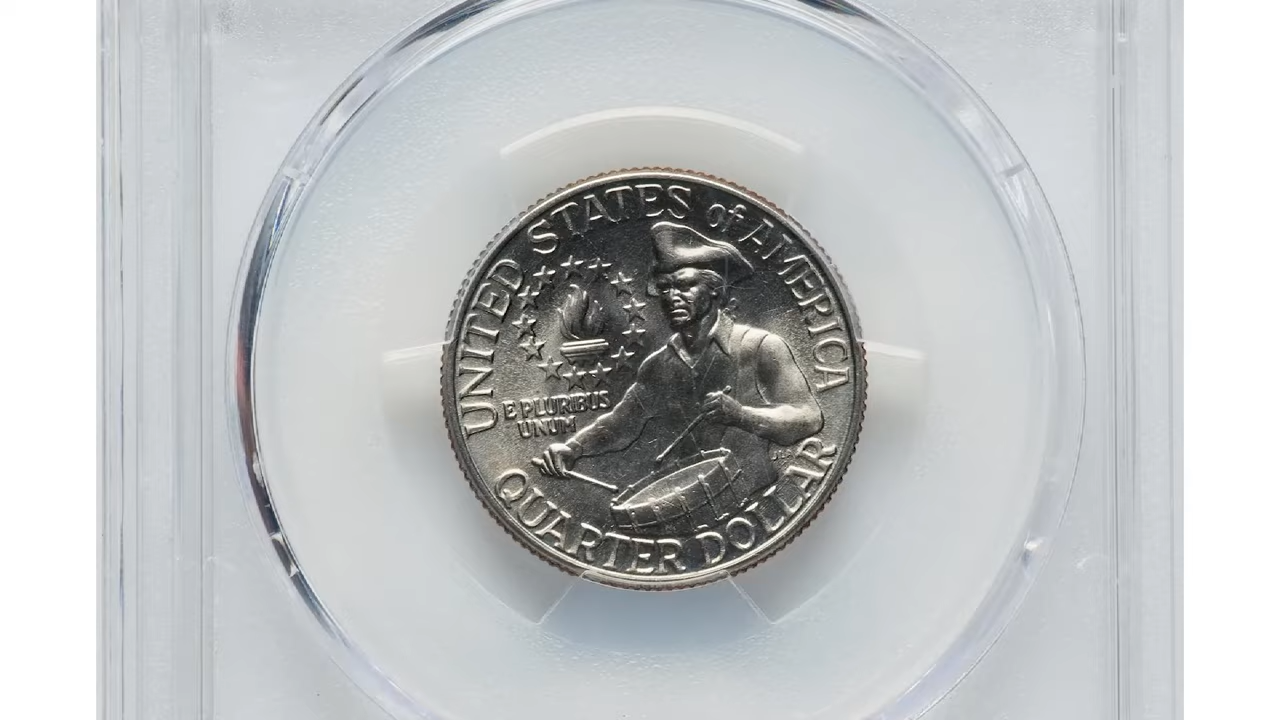 UNITED STATES of AMERICA
E PLURIBUS
UNUM
QUARTER DOLLAR